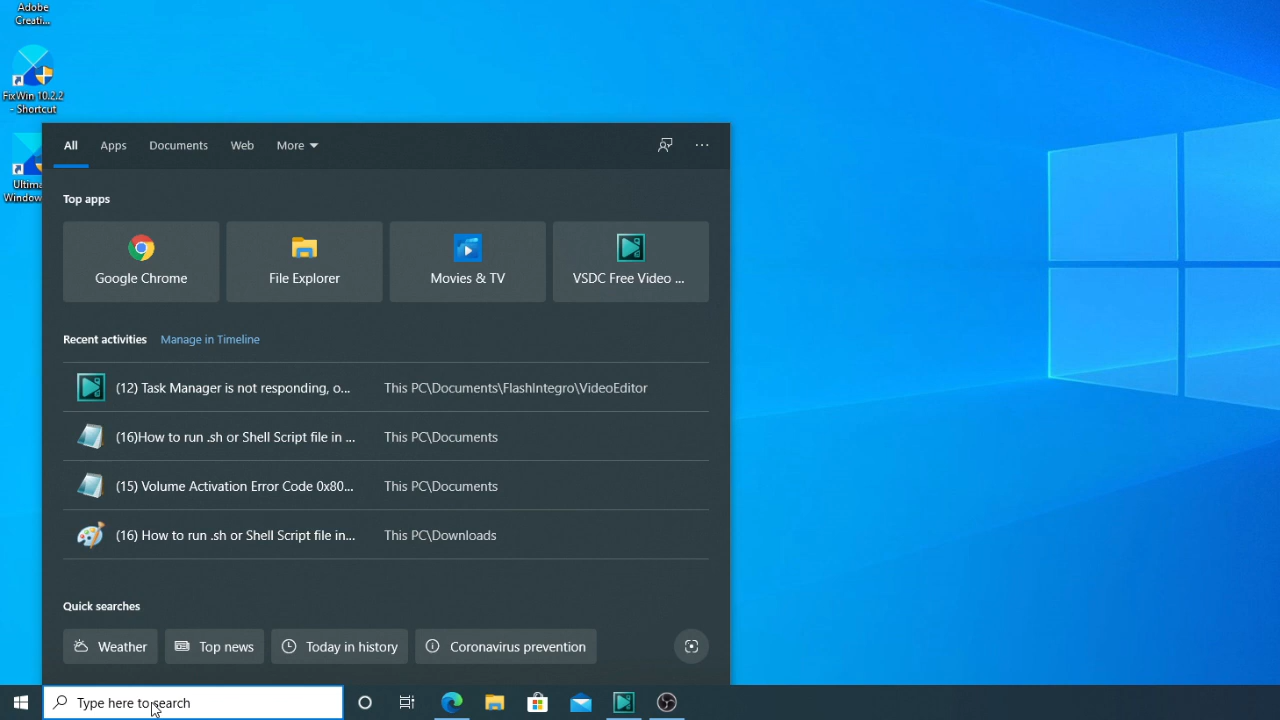 Adobe
Creati...
FixWin 10.2.2
- Shortcut
Ultima
Window
All Apps Documents Web More
Top apps
Google Chrome File Explorer Movies & TV VSDC Free Video ...
Recent activities Manage in Timeline
(12) Task Manager is not responding, o... This PC\Documents\FlashIntegro\VideoEditor
(16)How to run .sh or Shell Script file in ... This PC\Documents
(15) Volume Activation Error Code 0x80... This PC\Documents
(16) How to run .sh or Shell Script file in... This PC\Downloads
Quick searches
Weather Top news Today in history Coronavirus prevention
Type here to search